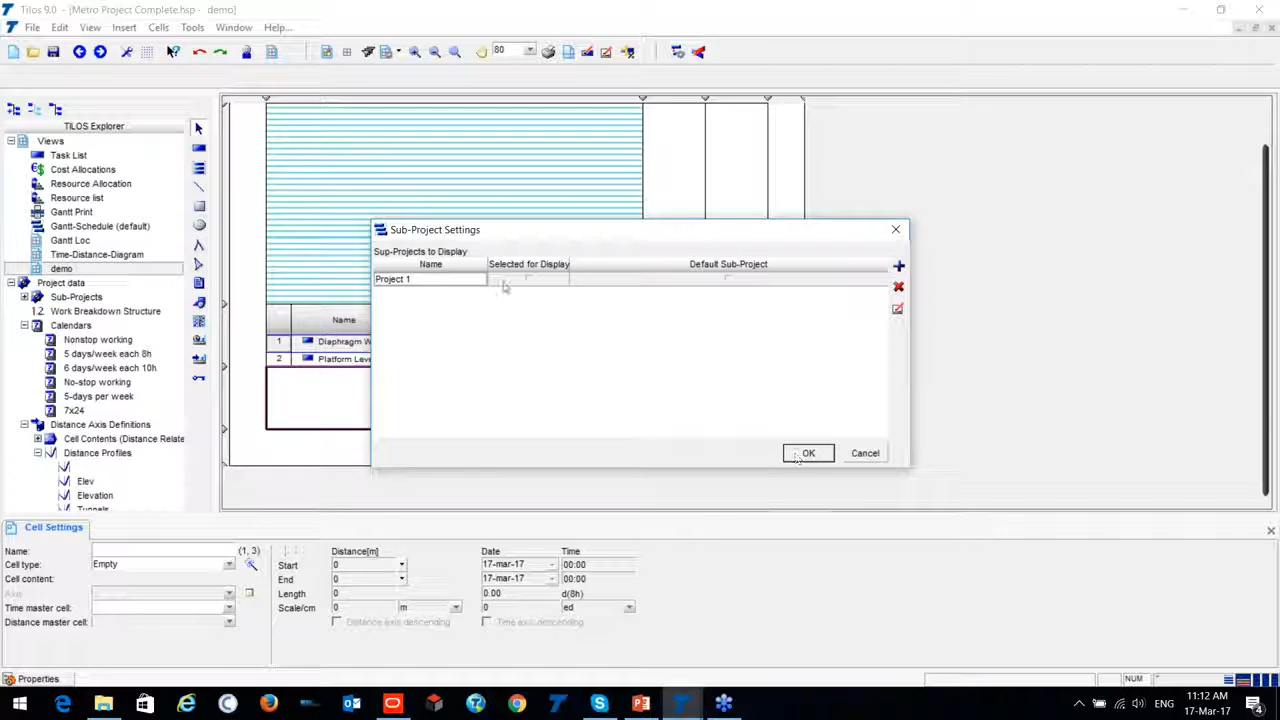 Tilos 9.0 - [Metro Project Complete.hsp - demo]
File Edit View Insert Cells Tools Window Help...
80
TILOS Explorer
Views
Task List
Cost Allocations
Resource Allocation
Resource list
Gantt Print
Gantt-Schedule (default)
Gantt Loc
Time-Distance-Diagram
demo
Project data
Sub-Projects
1.2. Work Breakdown Structure
Calendars
Nonstop working
5 days/week each 8h
6 days/week each 10h
No-stop working
5-days per week
7x24
Distance Axis Definitions
Cell Contents (Distance Relate
Distance Profiles
Elev
Elevation
Tunnels
Name
1 Diaphragm W
2 Platform Leve
Sub-Project Settings
Sup-Projects to Display
Name Selected for Display Default Sub-Project
Project 1
OK Cancel
Cell Settings
Name: (1, 3) Distance[m] Date Time
Cell type: Empty Start 0 17-mar-17 00:00
Cell content: End 0 17-mar-17 00:00
Axis Length 0 0.00 d(8h)
Time master cell: Scale/cm 0 m 0 ed
Distance master cell: Distance axis descending Time axis descending
Properties NUM
11:12 AM
ENG
17-Mar-17
4